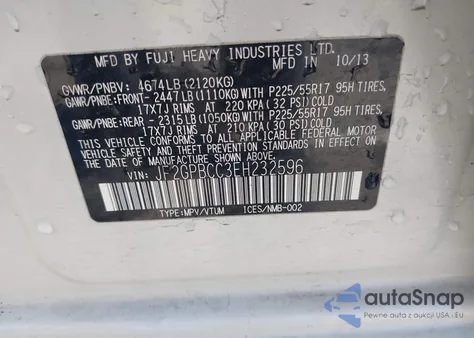 MFD BY FUJI HEAVY INDUSTRIES LTD. IN 10/13
GVWR/PNBV: 4674LB (2120KG)
GAWR/PNBE: FRONT- 2447LB (1110KG) P225/55R17 95H TIRES,
17X7J RIMS AT 220 KPA (32 PSI) COLD
GAWR/PNBE: REAR - 2315LB (1050KG) P225/55R17 95H TIRES,
17X7J RIMS AT 210 KPA (30 PSI) COLD
THIS VEHICLE CONFORMS TO ALL APPLICABLE FEDERAL MOTOR
VEHICLE SAFETY, BUMPER, AND THEFT PREVENTION STANDARDS
IN EFFECT ON THE DATE OF MANUFACTURE SHOWN ABOVE.
VIN: JF2GPBCC3EH232596
TYPE:MPV/VTUM ICES/NMB-002
autoSnap
Pewne auta z USA i EU